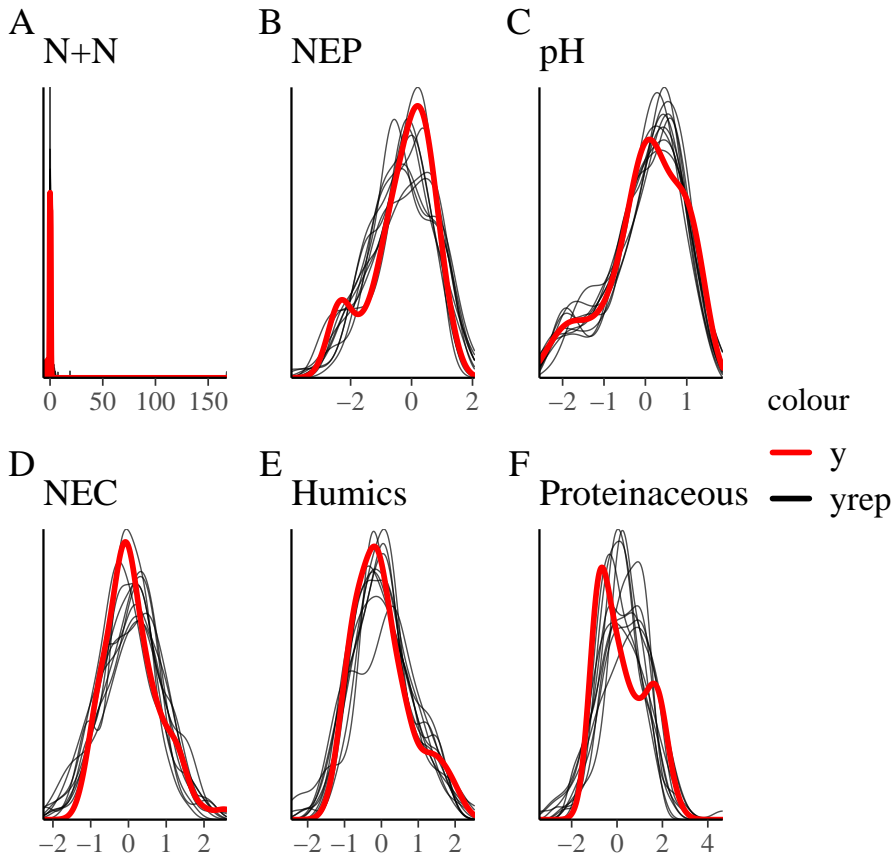 A
N+N
0 50 100 150
B
NEP
−2 0 2
C
pH
−2 −1 0 1
colour
y
yrep
D
NEC
−2 −1 0 1 2
E
Humics
−2 −1 0 1 2
F
Proteinaceous
−2 0 2 4